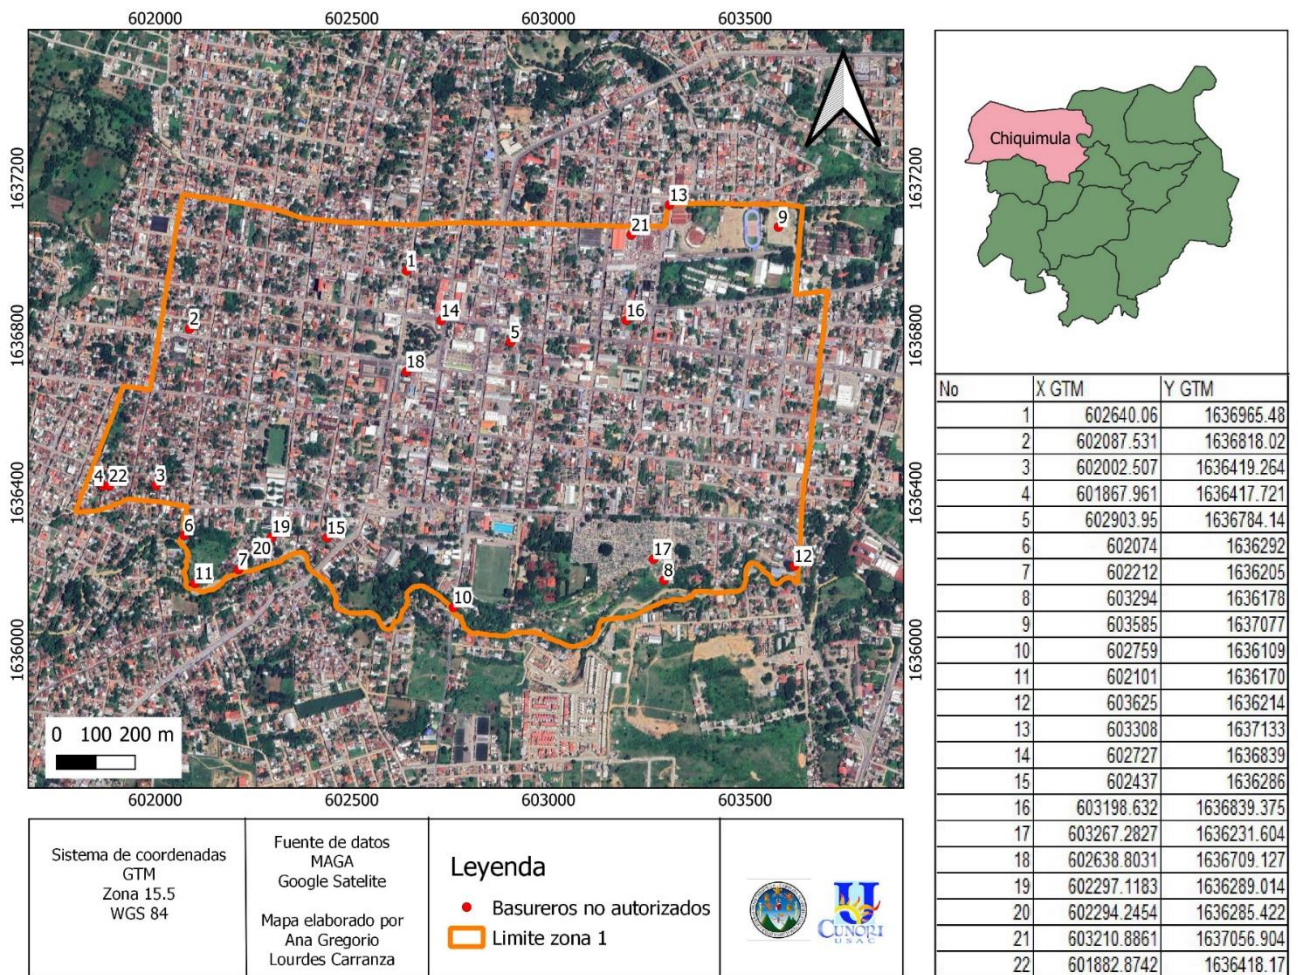 602000 602500 603000 603500
1637200 1637200
1636800 1636800
1636400 1636400
1636000 1636000
13
9
21
1
14
16
2
5
18
4 22 3
6
19
15
20
7
11
17
8
12
10
0 100 200 m
602000 602500 603000 603500
Chiquimula
No X GTM Y GTM
1 602640.06 1636965.48
2 602087.531 1636818.02
3 602002.507 1636419.264
4 601867.961 1636417.721
5 602903.95 1636784.14
6 602074 1636292
7 602212 1636205
8 603294 1636178
9 603585 1637077
10 602759 1636109
11 602101 1636170
12 603625 1636214
13 603308 1637133
14 602727 1636839
15 602437 1636286
16 603198.632 1636839.375
17 603267.2827 1636231.604
18 602638.8031 1636709.127
19 602297.1183 1636289.014
20 602294.2454 1636285.422
21 603210.8861 1637056.904
22 601882.8742 1636418.17
Sistema de coordenadas
GTM
Zona 15.5
WGS 84
Fuente de datos
MAGA
Google Satelite
Mapa elaborado por
Ana Gregorio
Lourdes Carranza
Leyenda
Basureros no autorizados
Limite zona 1
CUNORI
USAC